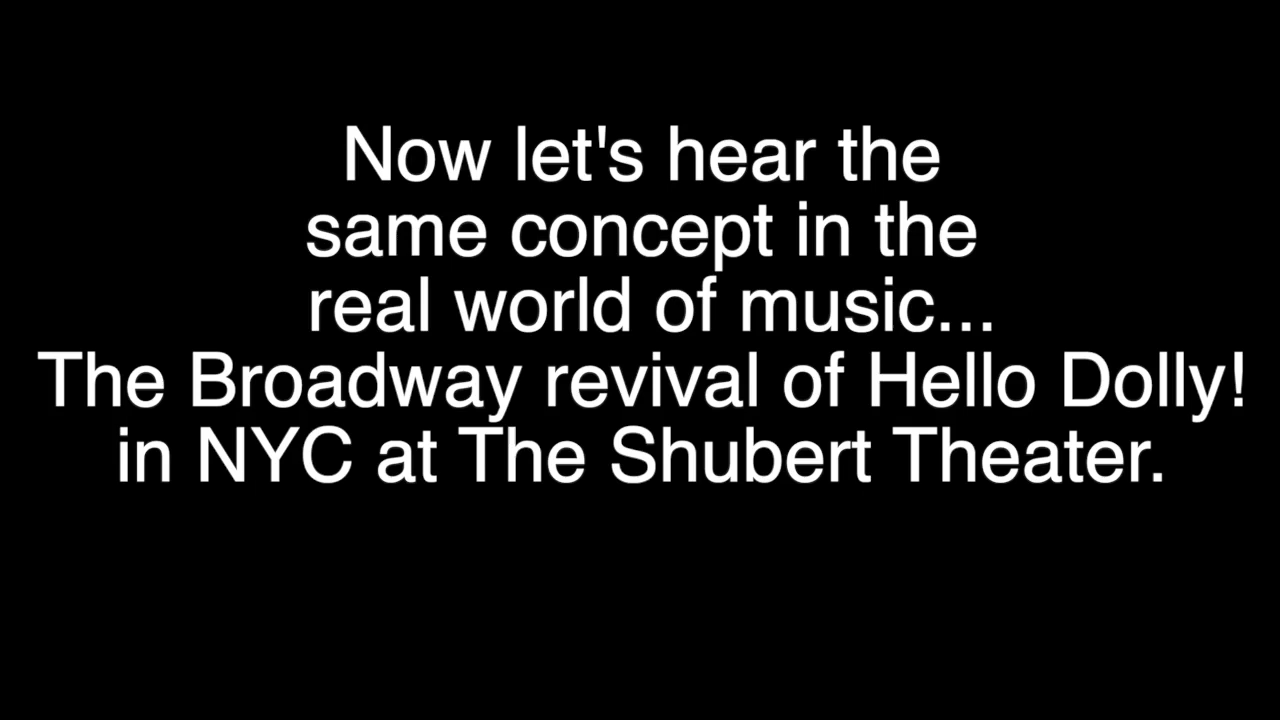 Now let's hear the
same concept in the
real world of music...
The Broadway revival of Hello Dolly!
in NYC at The Shubert Theater.